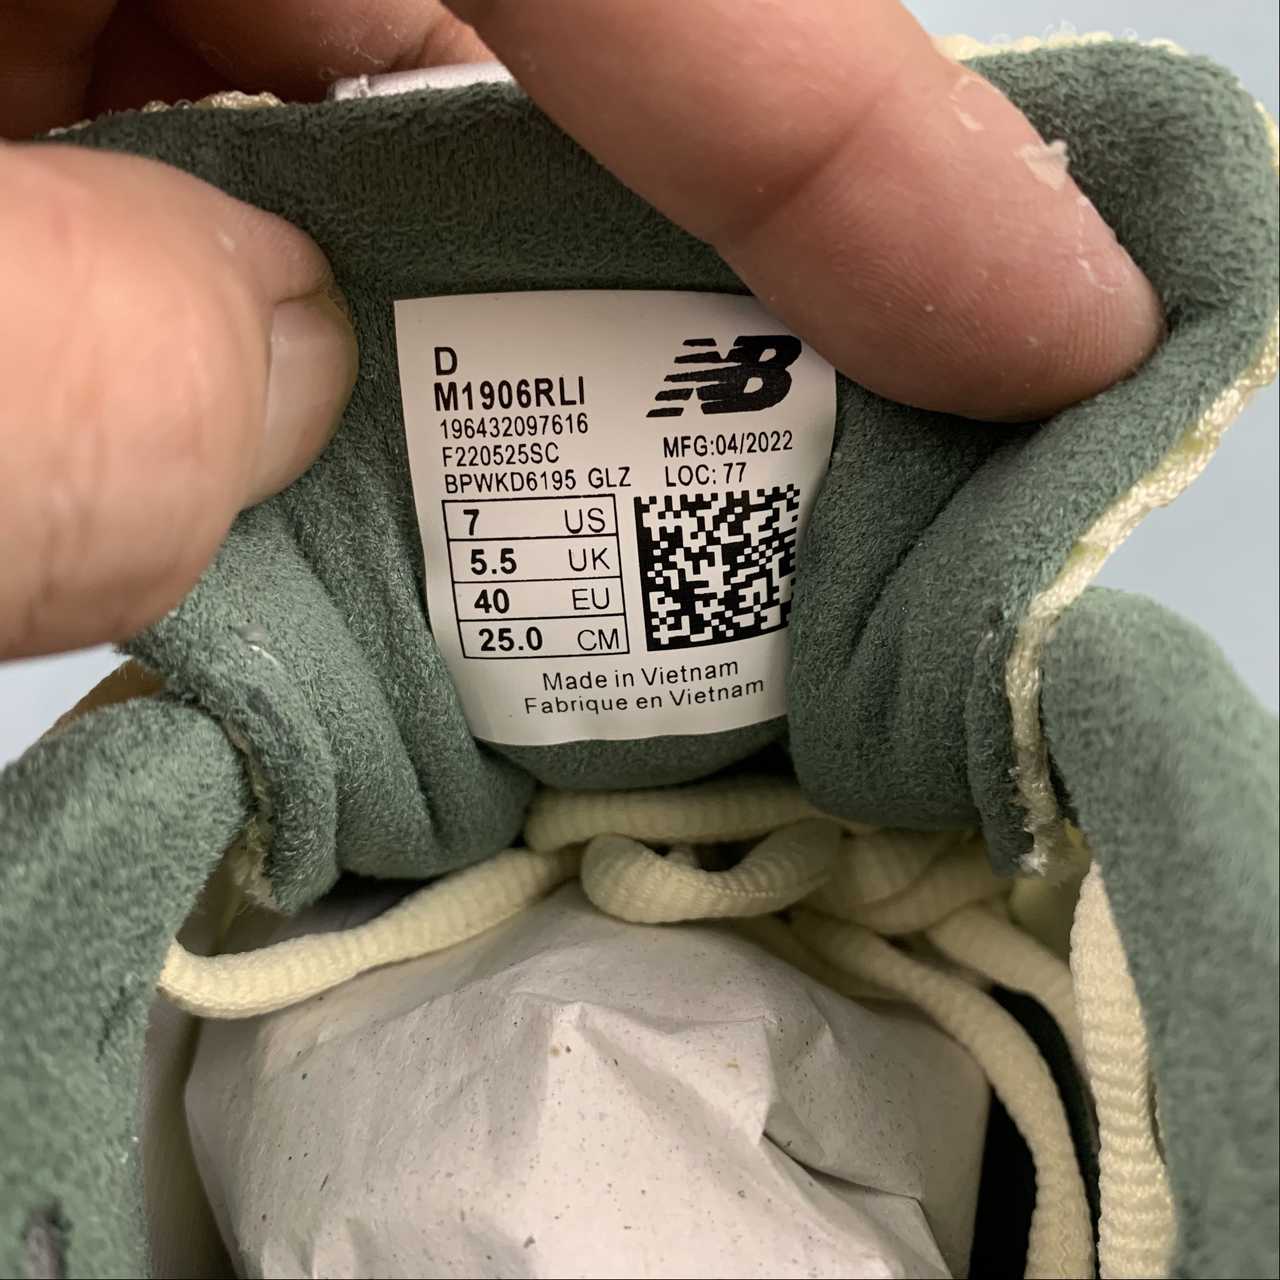 D
M1906RLI
196432097616
F220525SC
BPWKD6195 GLZ
NB
MFG:04/2022
LOC: 77
7 US
5.5 UK
40 EU
25.0 CM
Made in Vietnam
Fabrique en Vietnam